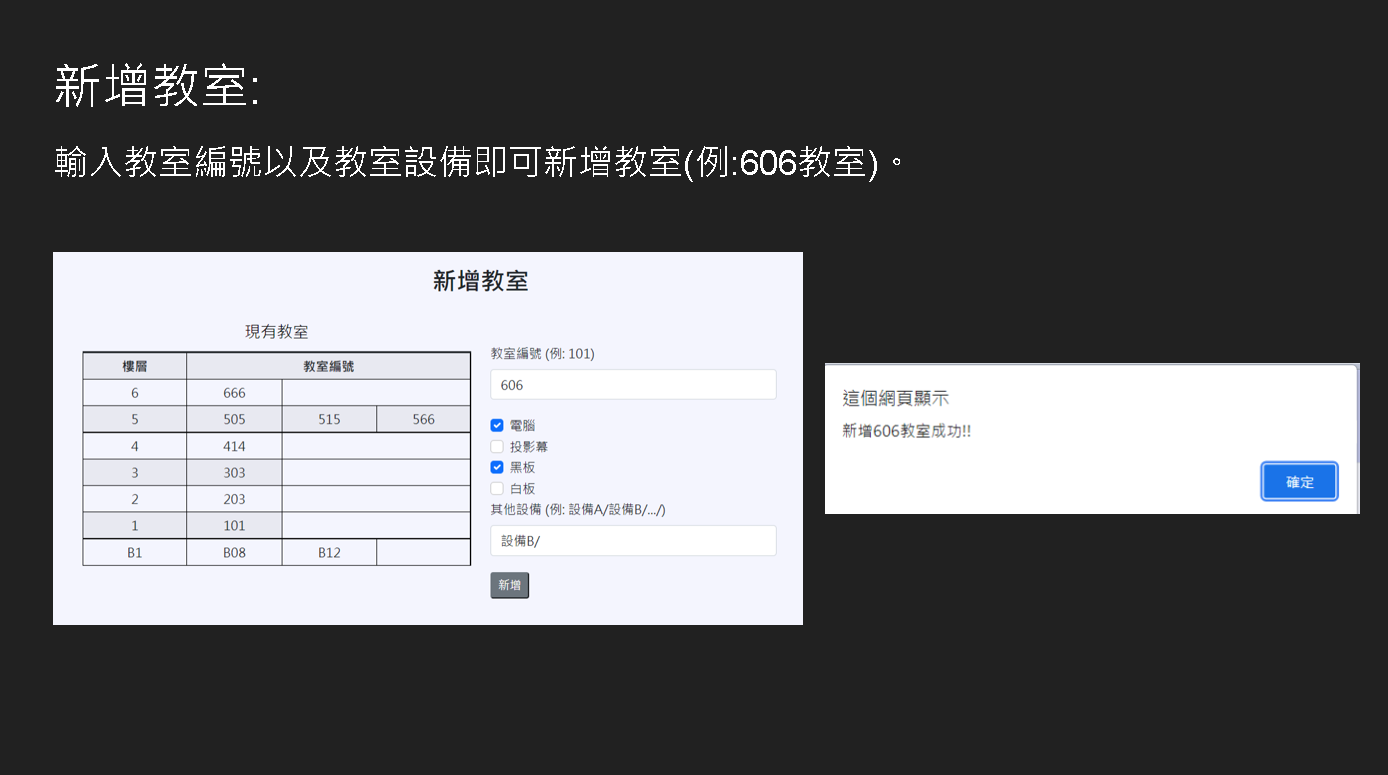 新增教室:
輸入教室編號以及教室設備即可新增教室(例:606教室)。
新增教室
現有教室
樓層 教室編號
6 666
5 505 515 566
4 414
3 303
2 203
1 101
B1 B08 B12
教室編號 (例: 101)
606
電腦
投影幕
黑板
白板
其他設備 (例: 設備A/設備B/.../)
設備B/
新增
這個網頁顯示
新增606教室成功!!
確定